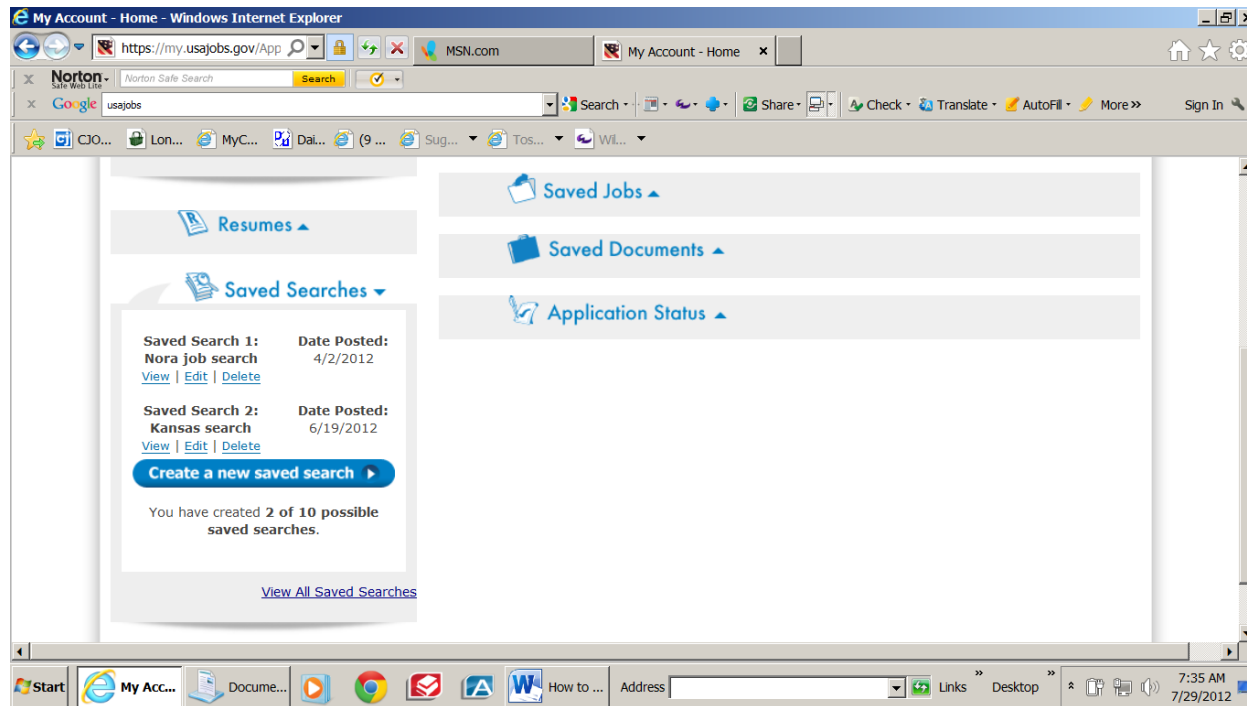 My Account - Home - Windows Internet Explorer
https://my.usajobs.gov/App
MSN.com
My Account - Home
Norton
Safe Web Lite
Norton Safe Search
Search
Google
usajobs
Search
Share
Check
Translate
AutoFill
More »
Sign In
CJO...
Lon...
MyC...
Dai...
(9 ...
Sug...
Tos...
Wil...
Resumes
Saved Searches
Saved Search 1: Date Posted:
Nora job search 4/2/2012
View | Edit | Delete
Saved Search 2: Date Posted:
Kansas search 6/19/2012
View | Edit | Delete
Create a new saved search
You have created 2 of 10 possible
saved searches.
View All Saved Searches
Saved Jobs
Saved Documents
Application Status
Start
My Acc...
Docume...
How to ...
Address
Links
Desktop
7:35 AM
7/29/2012